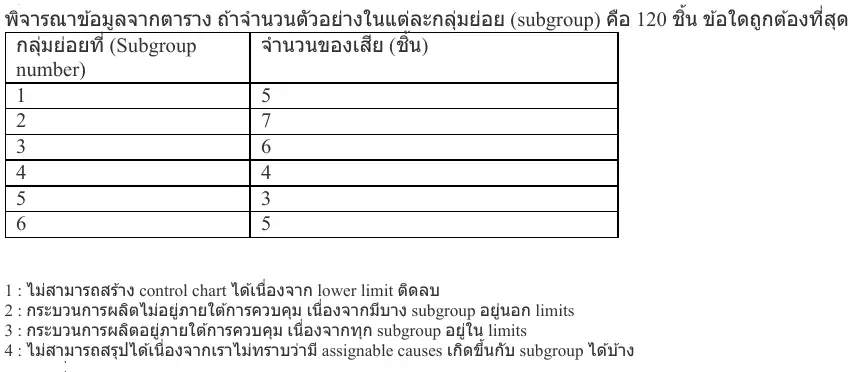 พิจารณาข้อมูลจากตาราง ถ้าจำนวนตัวอย่างในแต่ละกลุ่มย่อย (subgroup) คือ 120 ชิ้น ข้อใดถูกต้องที่สุด
กลุ่มย่อยที่ (Subgroup number) จำนวนของเสีย (ชิ้น)
1 5
2 7
3 6
4 4
5 3
6 5
1 : ไม่สามารถสร้าง control chart ได้เนื่องจาก lower limit ติดลบ
2 : กระบวนการผลิตไม่อยู่ภายใต้การควบคุม เนื่องจากมีบาง subgroup อยู่นอก limits
3 : กระบวนการผลิตอยู่ภายใต้การควบคุม เนื่องจากทุก subgroup อยู่ใน limits
4 : ไม่สามารถสรุปได้เนื่องจากเราไม่ทราบว่ามี assignable causes เกิดขึ้นกับ subgroup ได้บ้าง